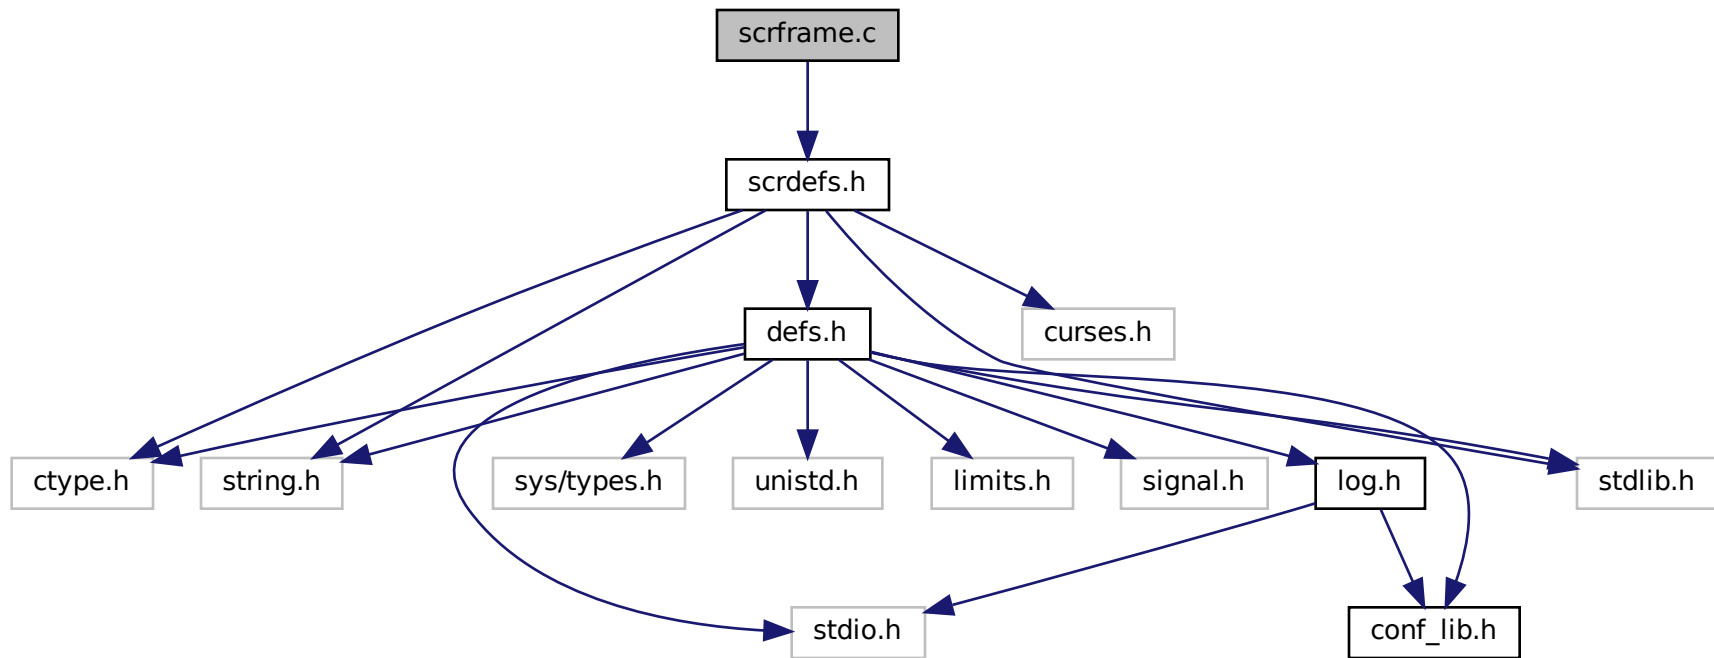 scrframe.c
scrdefs.h
defs.h
curses.h
ctype.h
string.h
sys/types.h
unistd.h
limits.h
signal.h
log.h
stdlib.h
stdio.h
conf_lib.h